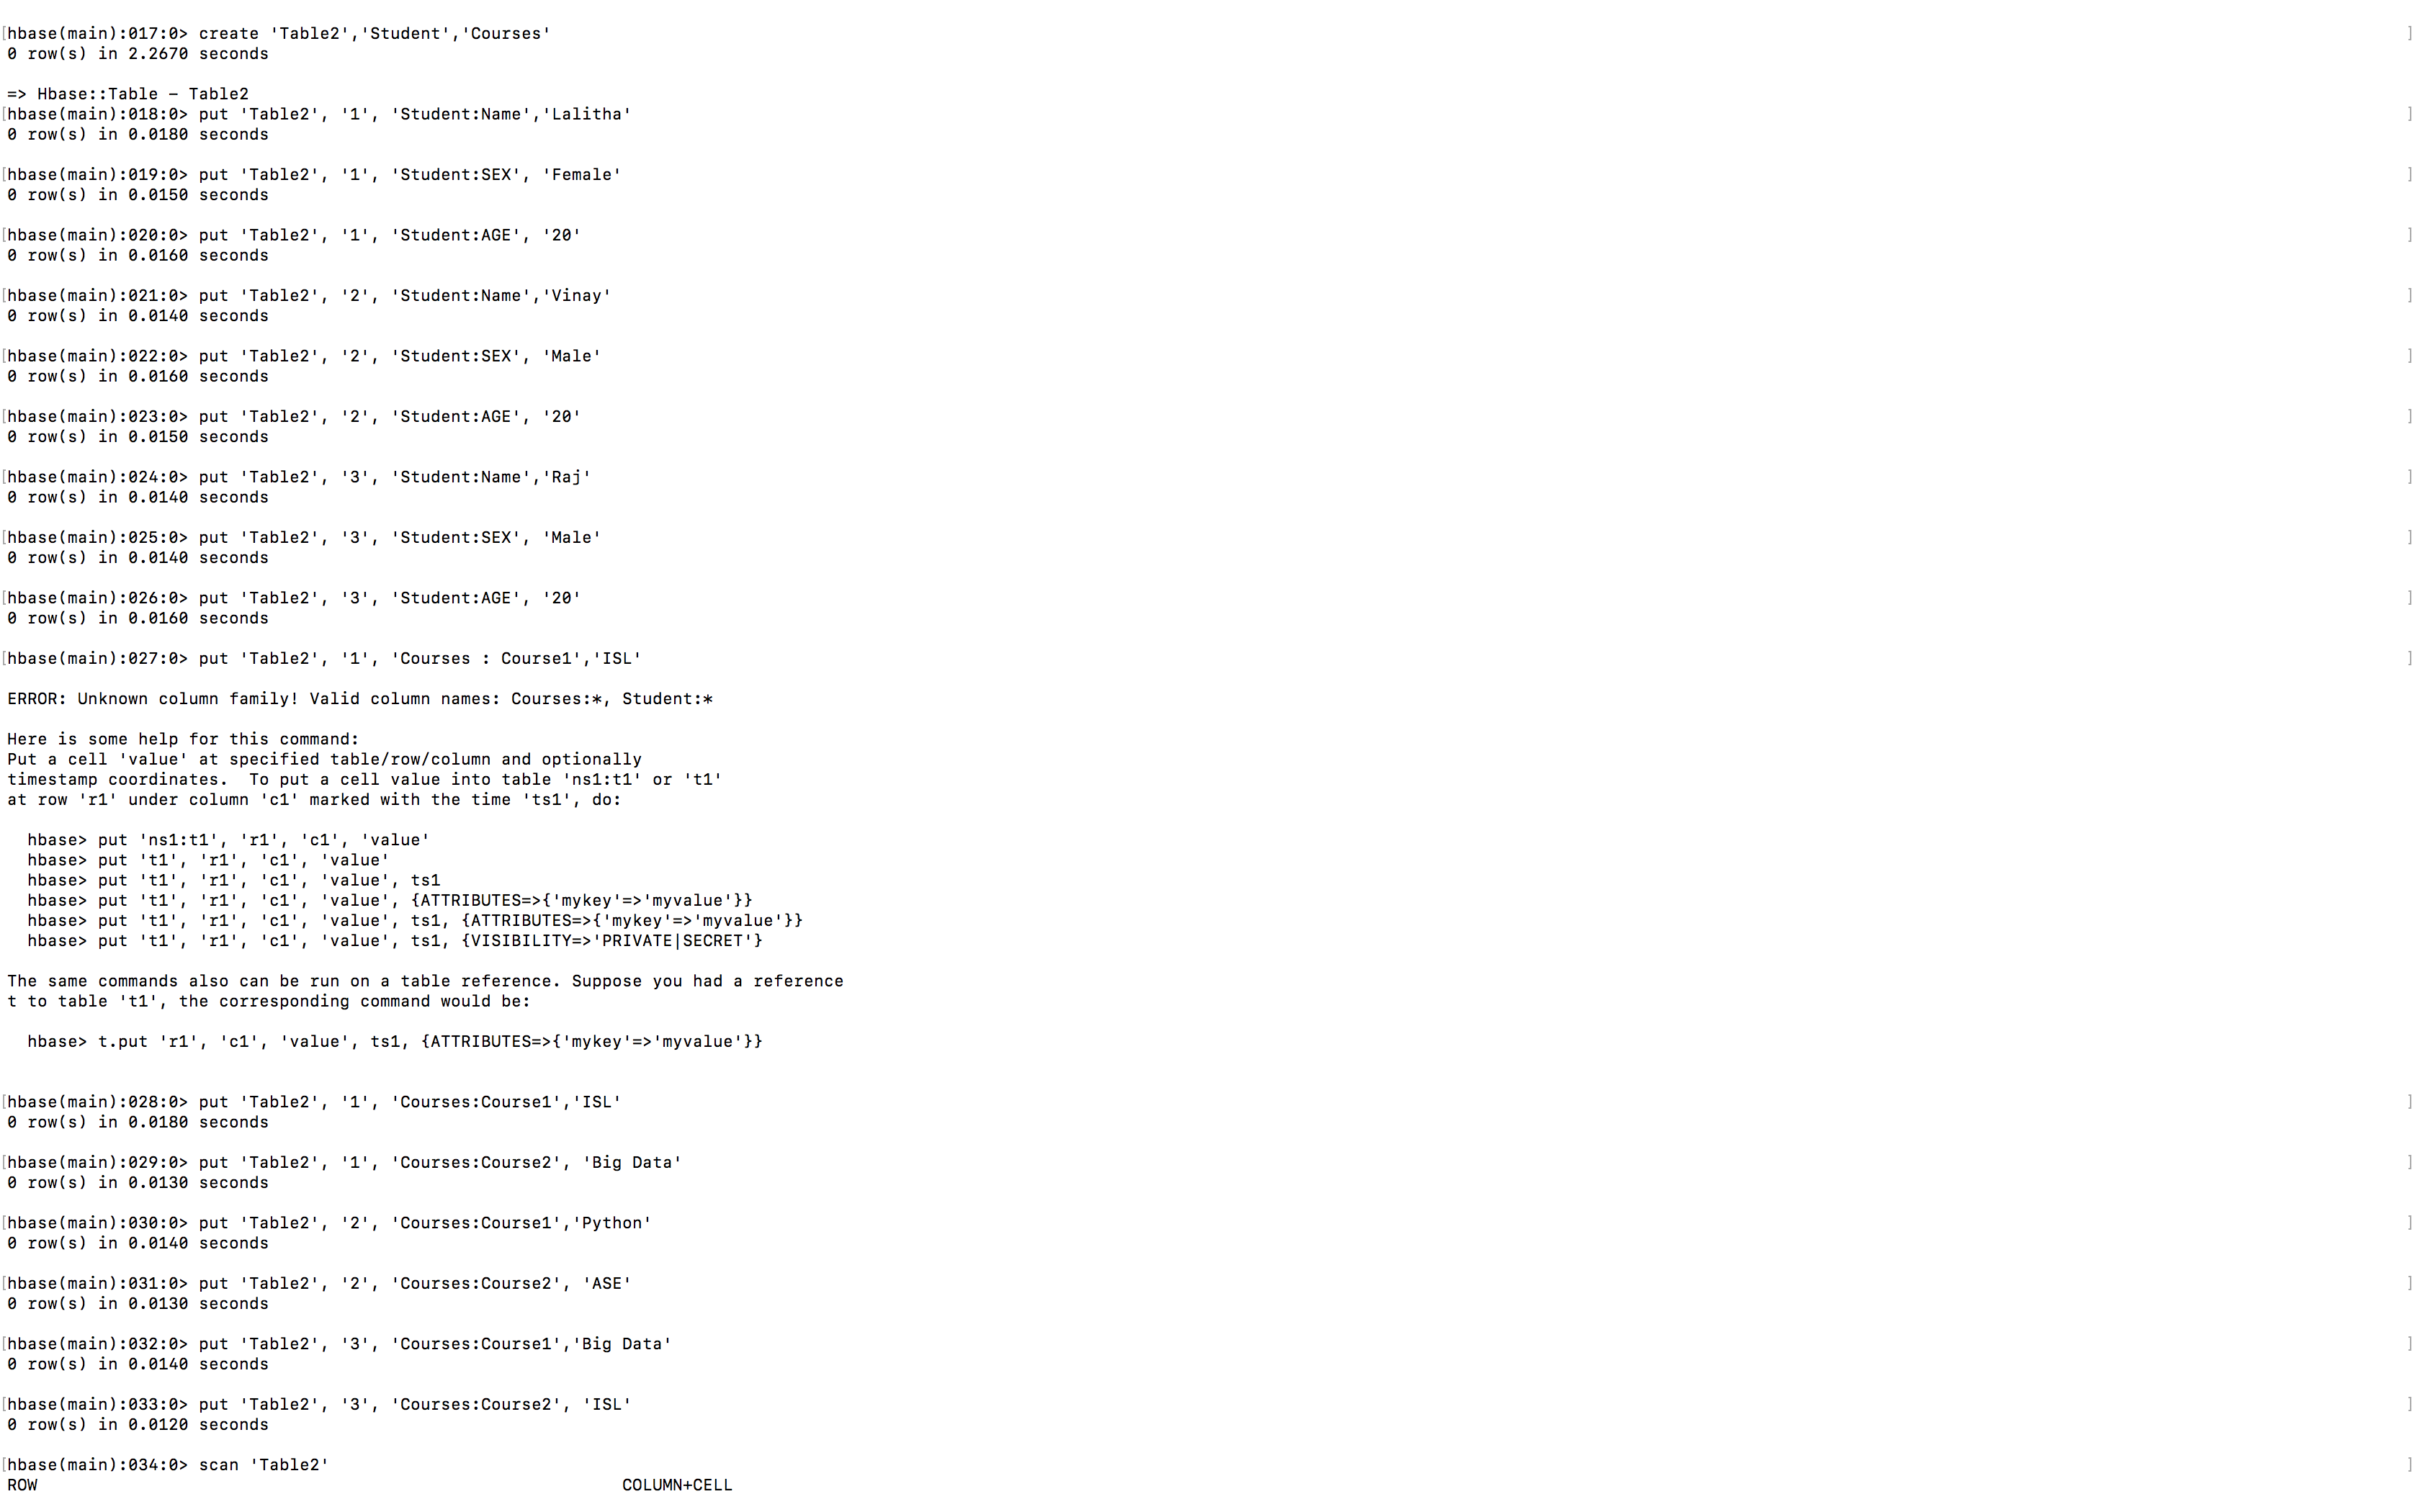 [hbase(main):017:0> create 'Table2','Student','Courses' ]
0 row(s) in 2.2670 seconds
=> Hbase::Table – Table2
[hbase(main):018:0> put 'Table2', '1', 'Student:Name','Lalitha' ]
0 row(s) in 0.0180 seconds
[hbase(main):019:0> put 'Table2', '1', 'Student:SEX', 'Female' ]
0 row(s) in 0.0150 seconds
[hbase(main):020:0> put 'Table2', '1', 'Student:AGE', '20' ]
0 row(s) in 0.0160 seconds
[hbase(main):021:0> put 'Table2', '2', 'Student:Name','Vinay' ]
0 row(s) in 0.0140 seconds
[hbase(main):022:0> put 'Table2', '2', 'Student:SEX', 'Male' ]
0 row(s) in 0.0160 seconds
[hbase(main):023:0> put 'Table2', '2', 'Student:AGE', '20' ]
0 row(s) in 0.0150 seconds
[hbase(main):024:0> put 'Table2', '3', 'Student:Name','Raj' ]
0 row(s) in 0.0140 seconds
[hbase(main):025:0> put 'Table2', '3', 'Student:SEX', 'Male' ]
0 row(s) in 0.0140 seconds
[hbase(main):026:0> put 'Table2', '3', 'Student:AGE', '20' ]
0 row(s) in 0.0160 seconds
[hbase(main):027:0> put 'Table2', '1', 'Courses : Course1','ISL' ]
ERROR: Unknown column family! Valid column names: Courses:*, Student:*
Here is some help for this command:
Put a cell 'value' at specified table/row/column and optionally
timestamp coordinates.  To put a cell value into table 'ns1:t1' or 't1'
at row 'r1' under column 'c1' marked with the time 'ts1', do:
hbase> put 'ns1:t1', 'r1', 'c1', 'value'
hbase> put 't1', 'r1', 'c1', 'value'
hbase> put 't1', 'r1', 'c1', 'value', ts1
hbase> put 't1', 'r1', 'c1', 'value', {ATTRIBUTES=>{'mykey'=>'myvalue'}}
hbase> put 't1', 'r1', 'c1', 'value', ts1, {ATTRIBUTES=>{'mykey'=>'myvalue'}}
hbase> put 't1', 'r1', 'c1', 'value', ts1, {VISIBILITY=>'PRIVATE|SECRET'}
The same commands also can be run on a table reference. Suppose you had a reference
t to table 't1', the corresponding command would be:
hbase> t.put 'r1', 'c1', 'value', ts1, {ATTRIBUTES=>{'mykey'=>'myvalue'}}
[hbase(main):028:0> put 'Table2', '1', 'Courses:Course1','ISL' ]
0 row(s) in 0.0180 seconds
[hbase(main):029:0> put 'Table2', '1', 'Courses:Course2', 'Big Data' ]
0 row(s) in 0.0130 seconds
[hbase(main):030:0> put 'Table2', '2', 'Courses:Course1','Python' ]
0 row(s) in 0.0140 seconds
[hbase(main):031:0> put 'Table2', '2', 'Courses:Course2', 'ASE' ]
0 row(s) in 0.0130 seconds
[hbase(main):032:0> put 'Table2', '3', 'Courses:Course1','Big Data' ]
0 row(s) in 0.0140 seconds
[hbase(main):033:0> put 'Table2', '3', 'Courses:Course2', 'ISL' ]
0 row(s) in 0.0120 seconds
[hbase(main):034:0> scan 'Table2' ]
ROW COLUMN+CELL